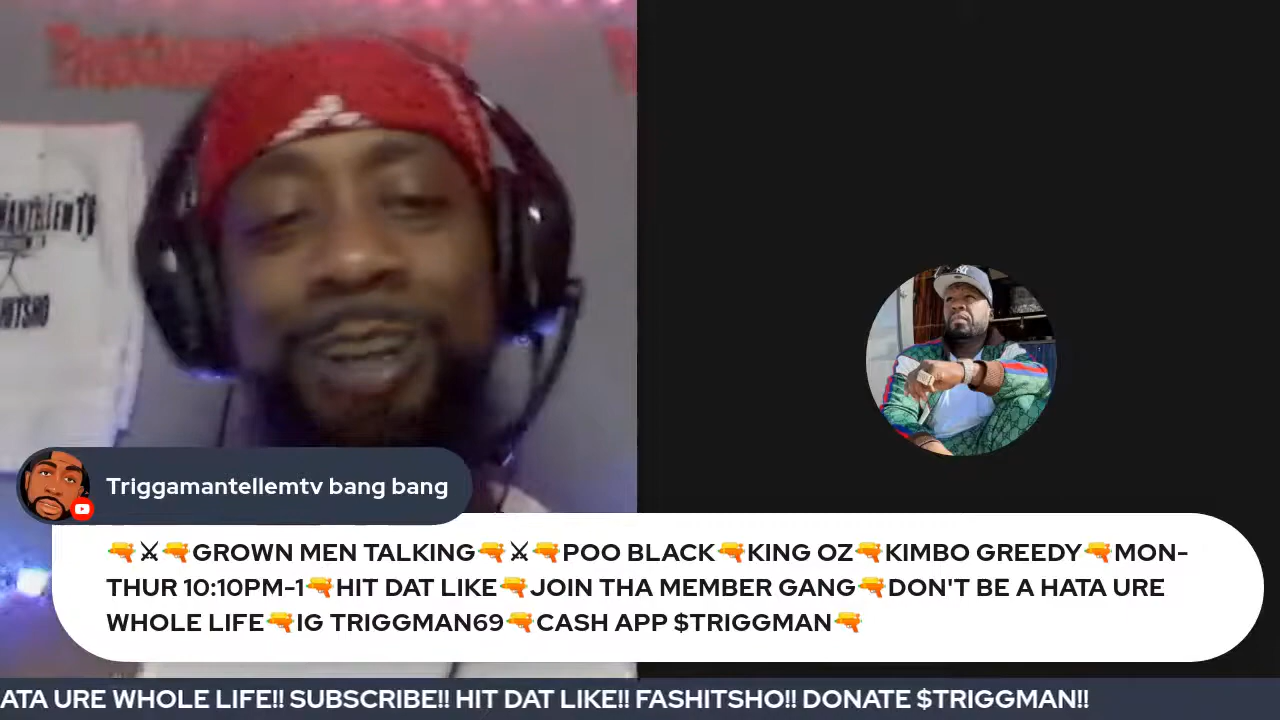 Triggamantellemtv bang bang
🔫⚔🔫GROWN MEN TALKING🔫⚔🔫POO BLACK🔫KING OZ🔫KIMBO GREEDY🔫MON-
THUR 10:10PM-1🔫HIT DAT LIKE🔫JOIN THA MEMBER GANG🔫DON'T BE A HATA URE
WHOLE LIFE🔫IG TRIGGMAN69🔫CASH APP $TRIGGMAN🔫
ATA URE WHOLE LIFE!! SUBSCRIBE!! HIT DAT LIKE!! FASHITSHO!! DONATE $TRIGGMAN!!